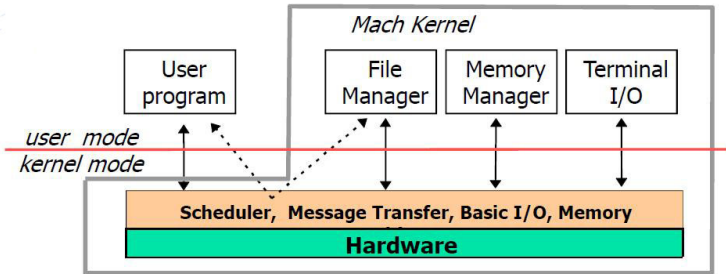 Mach Kernel
User program
File Manager
Memory Manager
Terminal I/O
user mode
kernel mode
Scheduler, Message Transfer, Basic I/O, Memory
Hardware